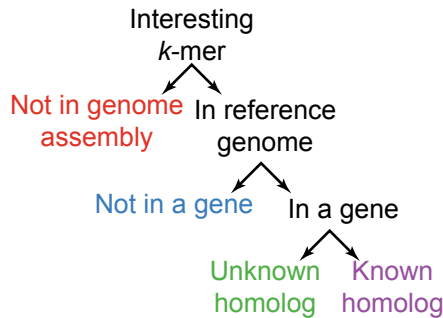 Interesting
k-mer
Not in genome
assembly
In reference
genome
Not in a gene
In a gene
Unknown
homolog
Known
homolog